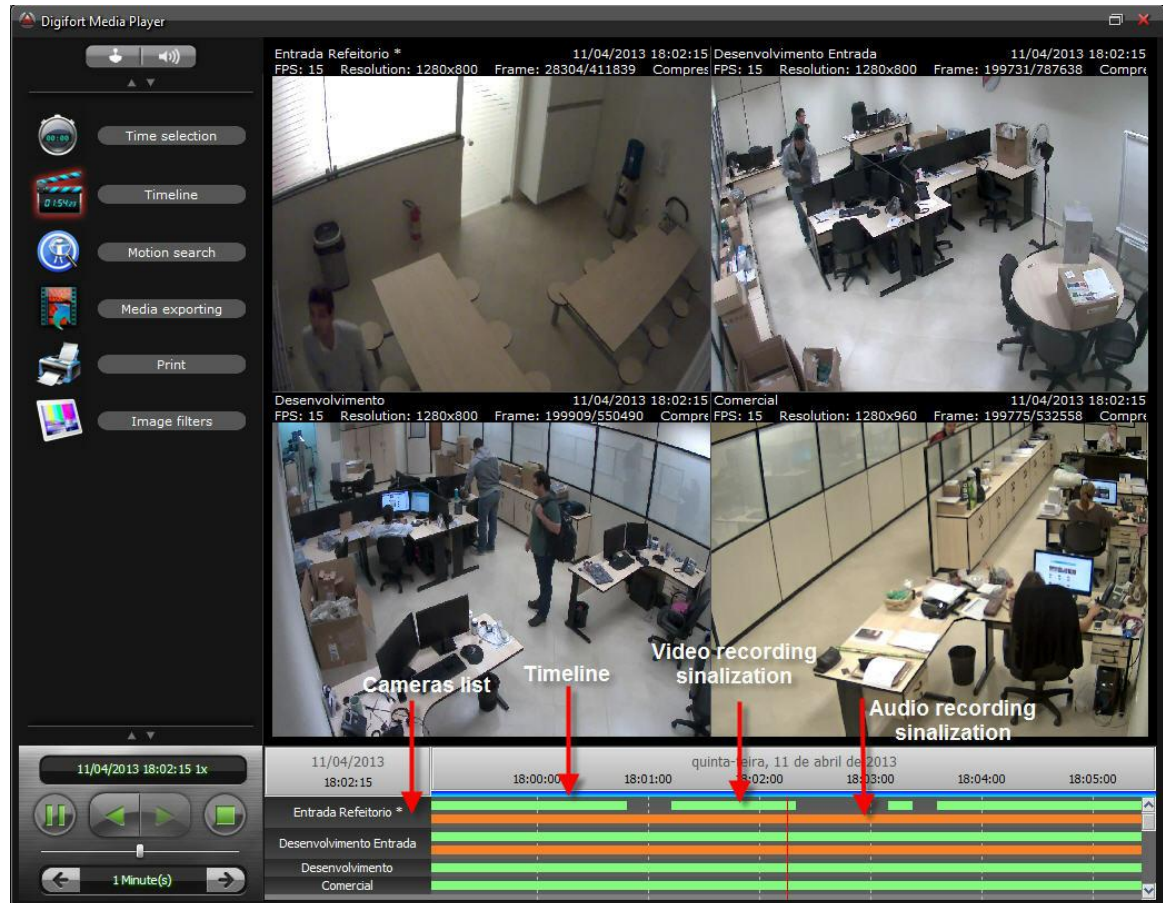 Digifort Media Player
Time selection
Timeline
Motion search
Media exporting
Print
Image filters
Entrada Refeitorio * 11/04/2013 18:02:15
FPS: 15 Resolution: 1280x800 Frame: 28304/411839 Compres
Desenvolvimento Entrada 11/04/2013 18:02:15
FPS: 15 Resolution: 1280x800 Frame: 199731/787638 Compre
Desenvolvimento 11/04/2013 18:02:15
FPS: 15 Resolution: 1280x800 Frame: 199909/550490 Compre
Comercial 11/04/2013 18:02:15
FPS: 15 Resolution: 1280x960 Frame: 199775/532558 Compre
Cameras list
Timeline
Video recording
sinalization
Audio recording
sinalization
11/04/2013 18:02:15 1x
1 Minute(s)
11/04/2013
18:02:15
quinta-feira, 11 de abril de 2013
18:00:00 18:01:00 18:02:00 18:03:00 18:04:00 18:05:00
Entrada Refeitorio *
Desenvolvimento Entrada
Desenvolvimento
Comercial